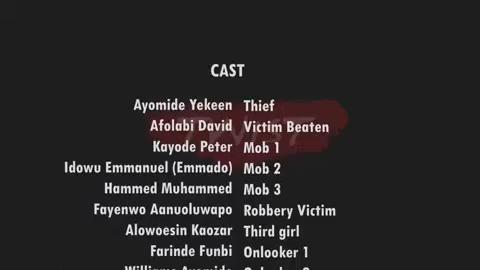 CAST
Ayomide Yekeen Thief
Afolabi David Victim Beaten
Kayode Peter Mob 1
Idowu Emmanuel (Emmado) Mob 2
Hammed Muhammed Mob 3
Fayenwo Aanuoluwapo Robbery Victim
Alowoesin Kaozar Third girl
Farinde Funbi Onlooker 1